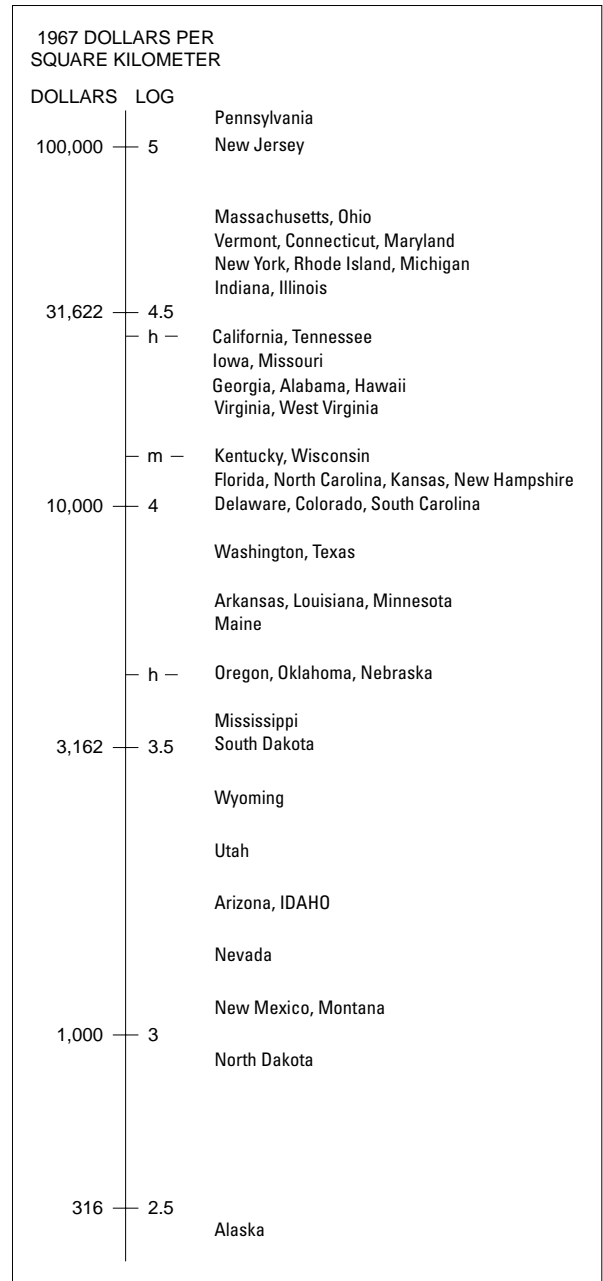 1967 DOLLARS PER
SQUARE KILOMETER
DOLLARS LOG
Pennsylvania
100,000 5 New Jersey
Massachusetts, Ohio
Vermont, Connecticut, Maryland
New York, Rhode Island, Michigan
Indiana, Illinois
31,622 4.5
h – California, Tennessee
Iowa, Missouri
Georgia, Alabama, Hawaii
Virginia, West Virginia
m – Kentucky, Wisconsin
Florida, North Carolina, Kansas, New Hampshire
10,000 4 Delaware, Colorado, South Carolina
Washington, Texas
Arkansas, Louisiana, Minnesota
Maine
h – Oregon, Oklahoma, Nebraska
Mississippi
3,162 3.5 South Dakota
Wyoming
Utah
Arizona, IDAHO
Nevada
New Mexico, Montana
1,000 3
North Dakota
316 2.5
Alaska